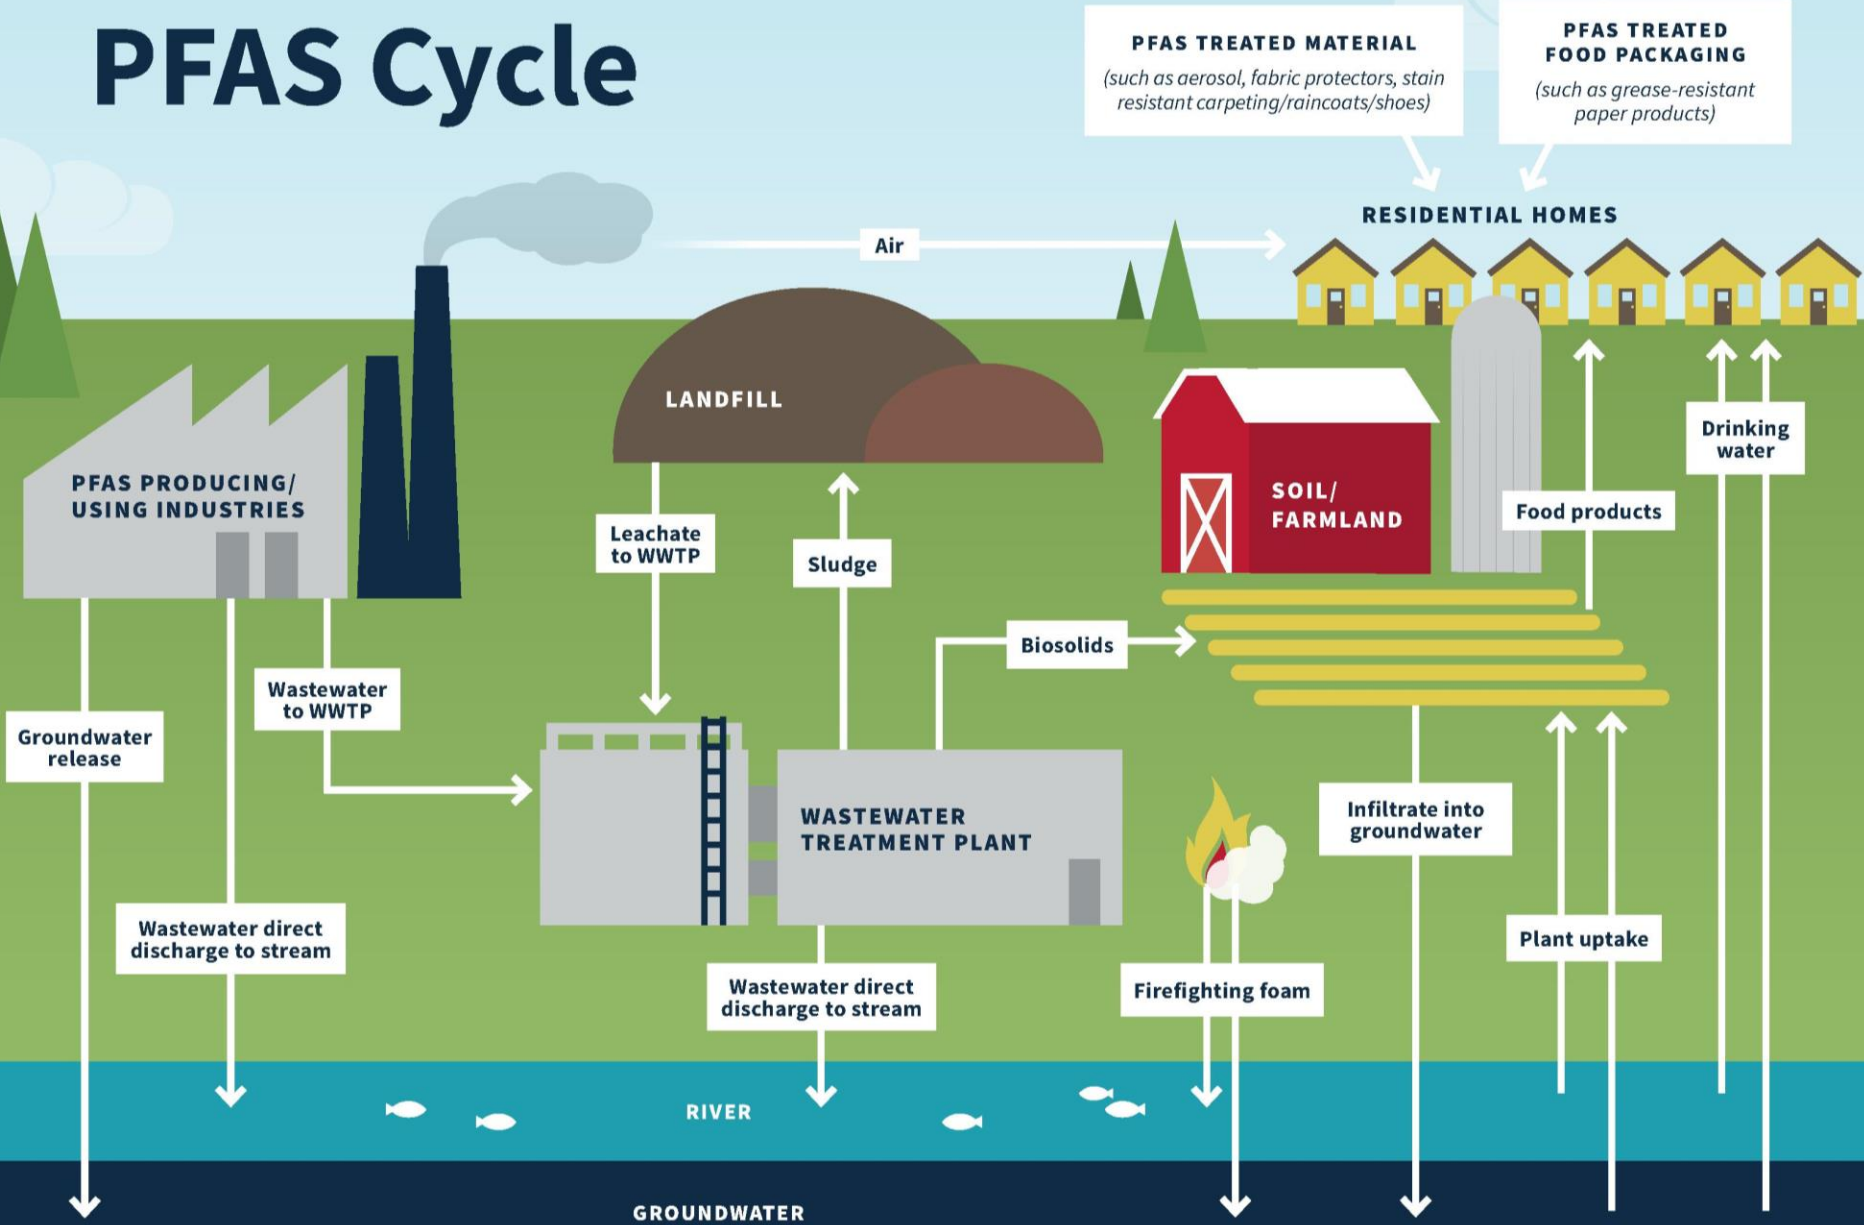 PFAS Cycle
PFAS TREATED MATERIAL
(such as aerosol, fabric protectors, stain
resistant carpeting/raincoats/shoes)
PFAS TREATED
FOOD PACKAGING
(such as grease-resistant
paper products)
RESIDENTIAL HOMES
Air
LANDFILL
PFAS PRODUCING/
USING INDUSTRIES
SOIL/
FARMLAND
Drinking
water
Food products
Leachate
to WWTP
Sludge
Biosolids
Wastewater
to WWTP
Groundwater
release
WASTEWATER
TREATMENT PLANT
Infiltrate into
groundwater
Wastewater direct
discharge to stream
Plant uptake
Wastewater direct
discharge to stream
Firefighting foam
RIVER
GROUNDWATER